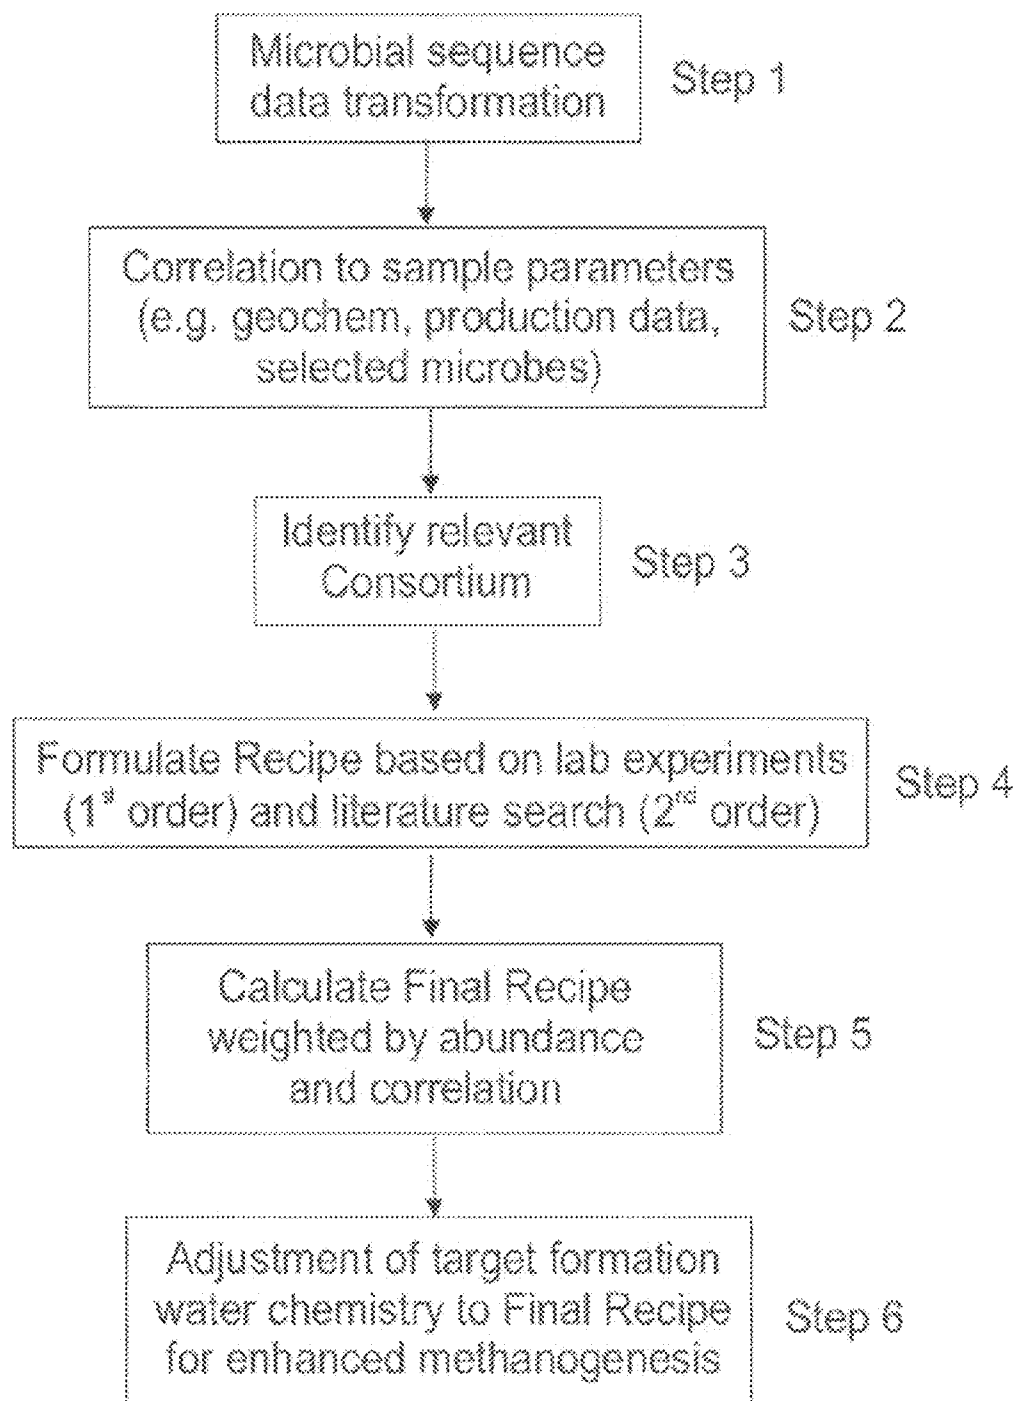 Microbial sequence
data transformation
Step 1
Correlation to sample parameters
(e.g. geochem, production data,
selected microbes)
Step 2
Identify relevant
Consortium
Step 3
Formulate Recipe based on lab experiments
(1st order) and literature search (2nd order)
Step 4
Calculate Final Recipe
weighted by abundance
and correlation
Step 5
Adjustment of target formation
water chemistry to Final Recipe
for enhanced methanogenesis
Step 6